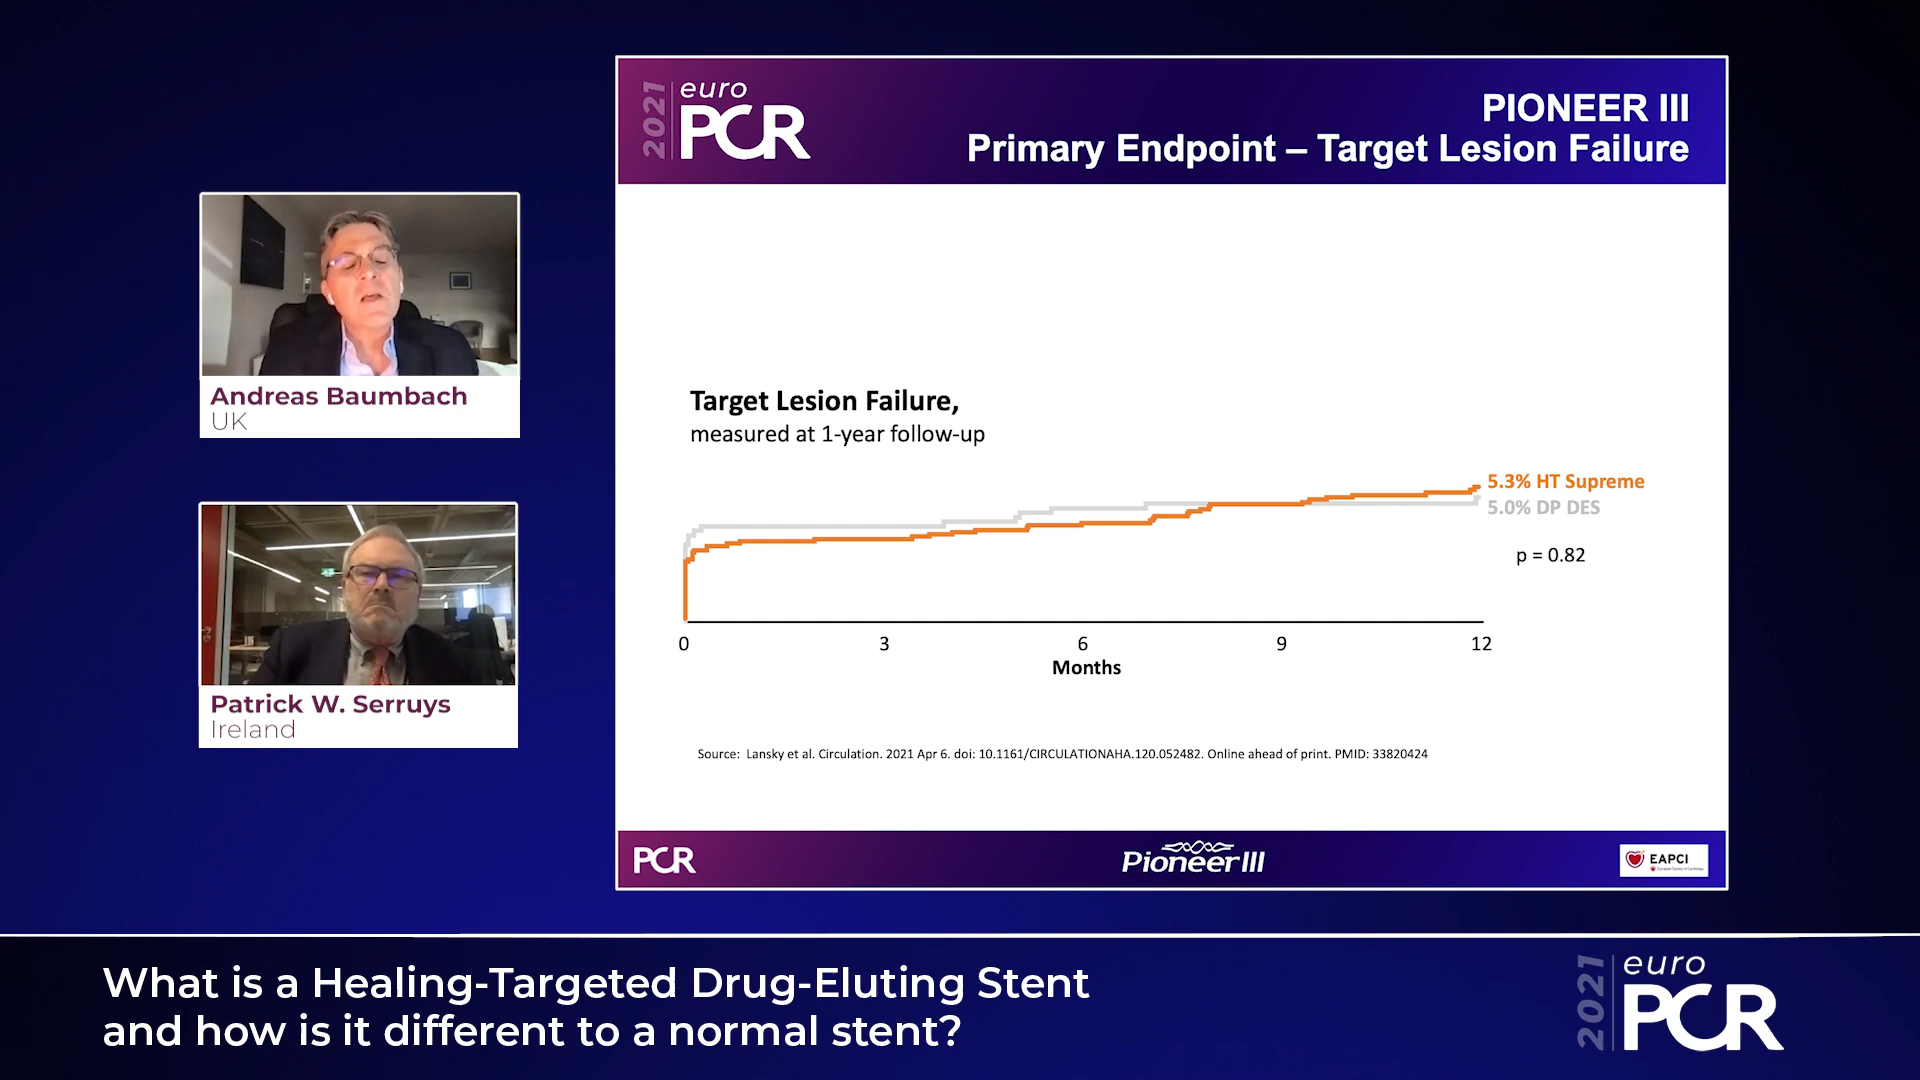 2021 euro
PCR
PIONEER III
Primary Endpoint – Target Lesion Failure
Andreas Baumbach
UK
Patrick W. Serruys
Ireland
Target Lesion Failure,
measured at 1-year follow-up
5.3% HT Supreme
5.0% DP DES
p = 0.82
0 3 6 9 12
Months
Source: Lansky et al. Circulation. 2021 Apr 6. doi: 10.1161/CIRCULATIONAHA.120.052482. Online ahead of print. PMID: 33820424
PCR
Pioneer III
EAPCI
What is a Healing-Targeted Drug-Eluting Stent
and how is it different to a normal stent?
2021 euro
PCR